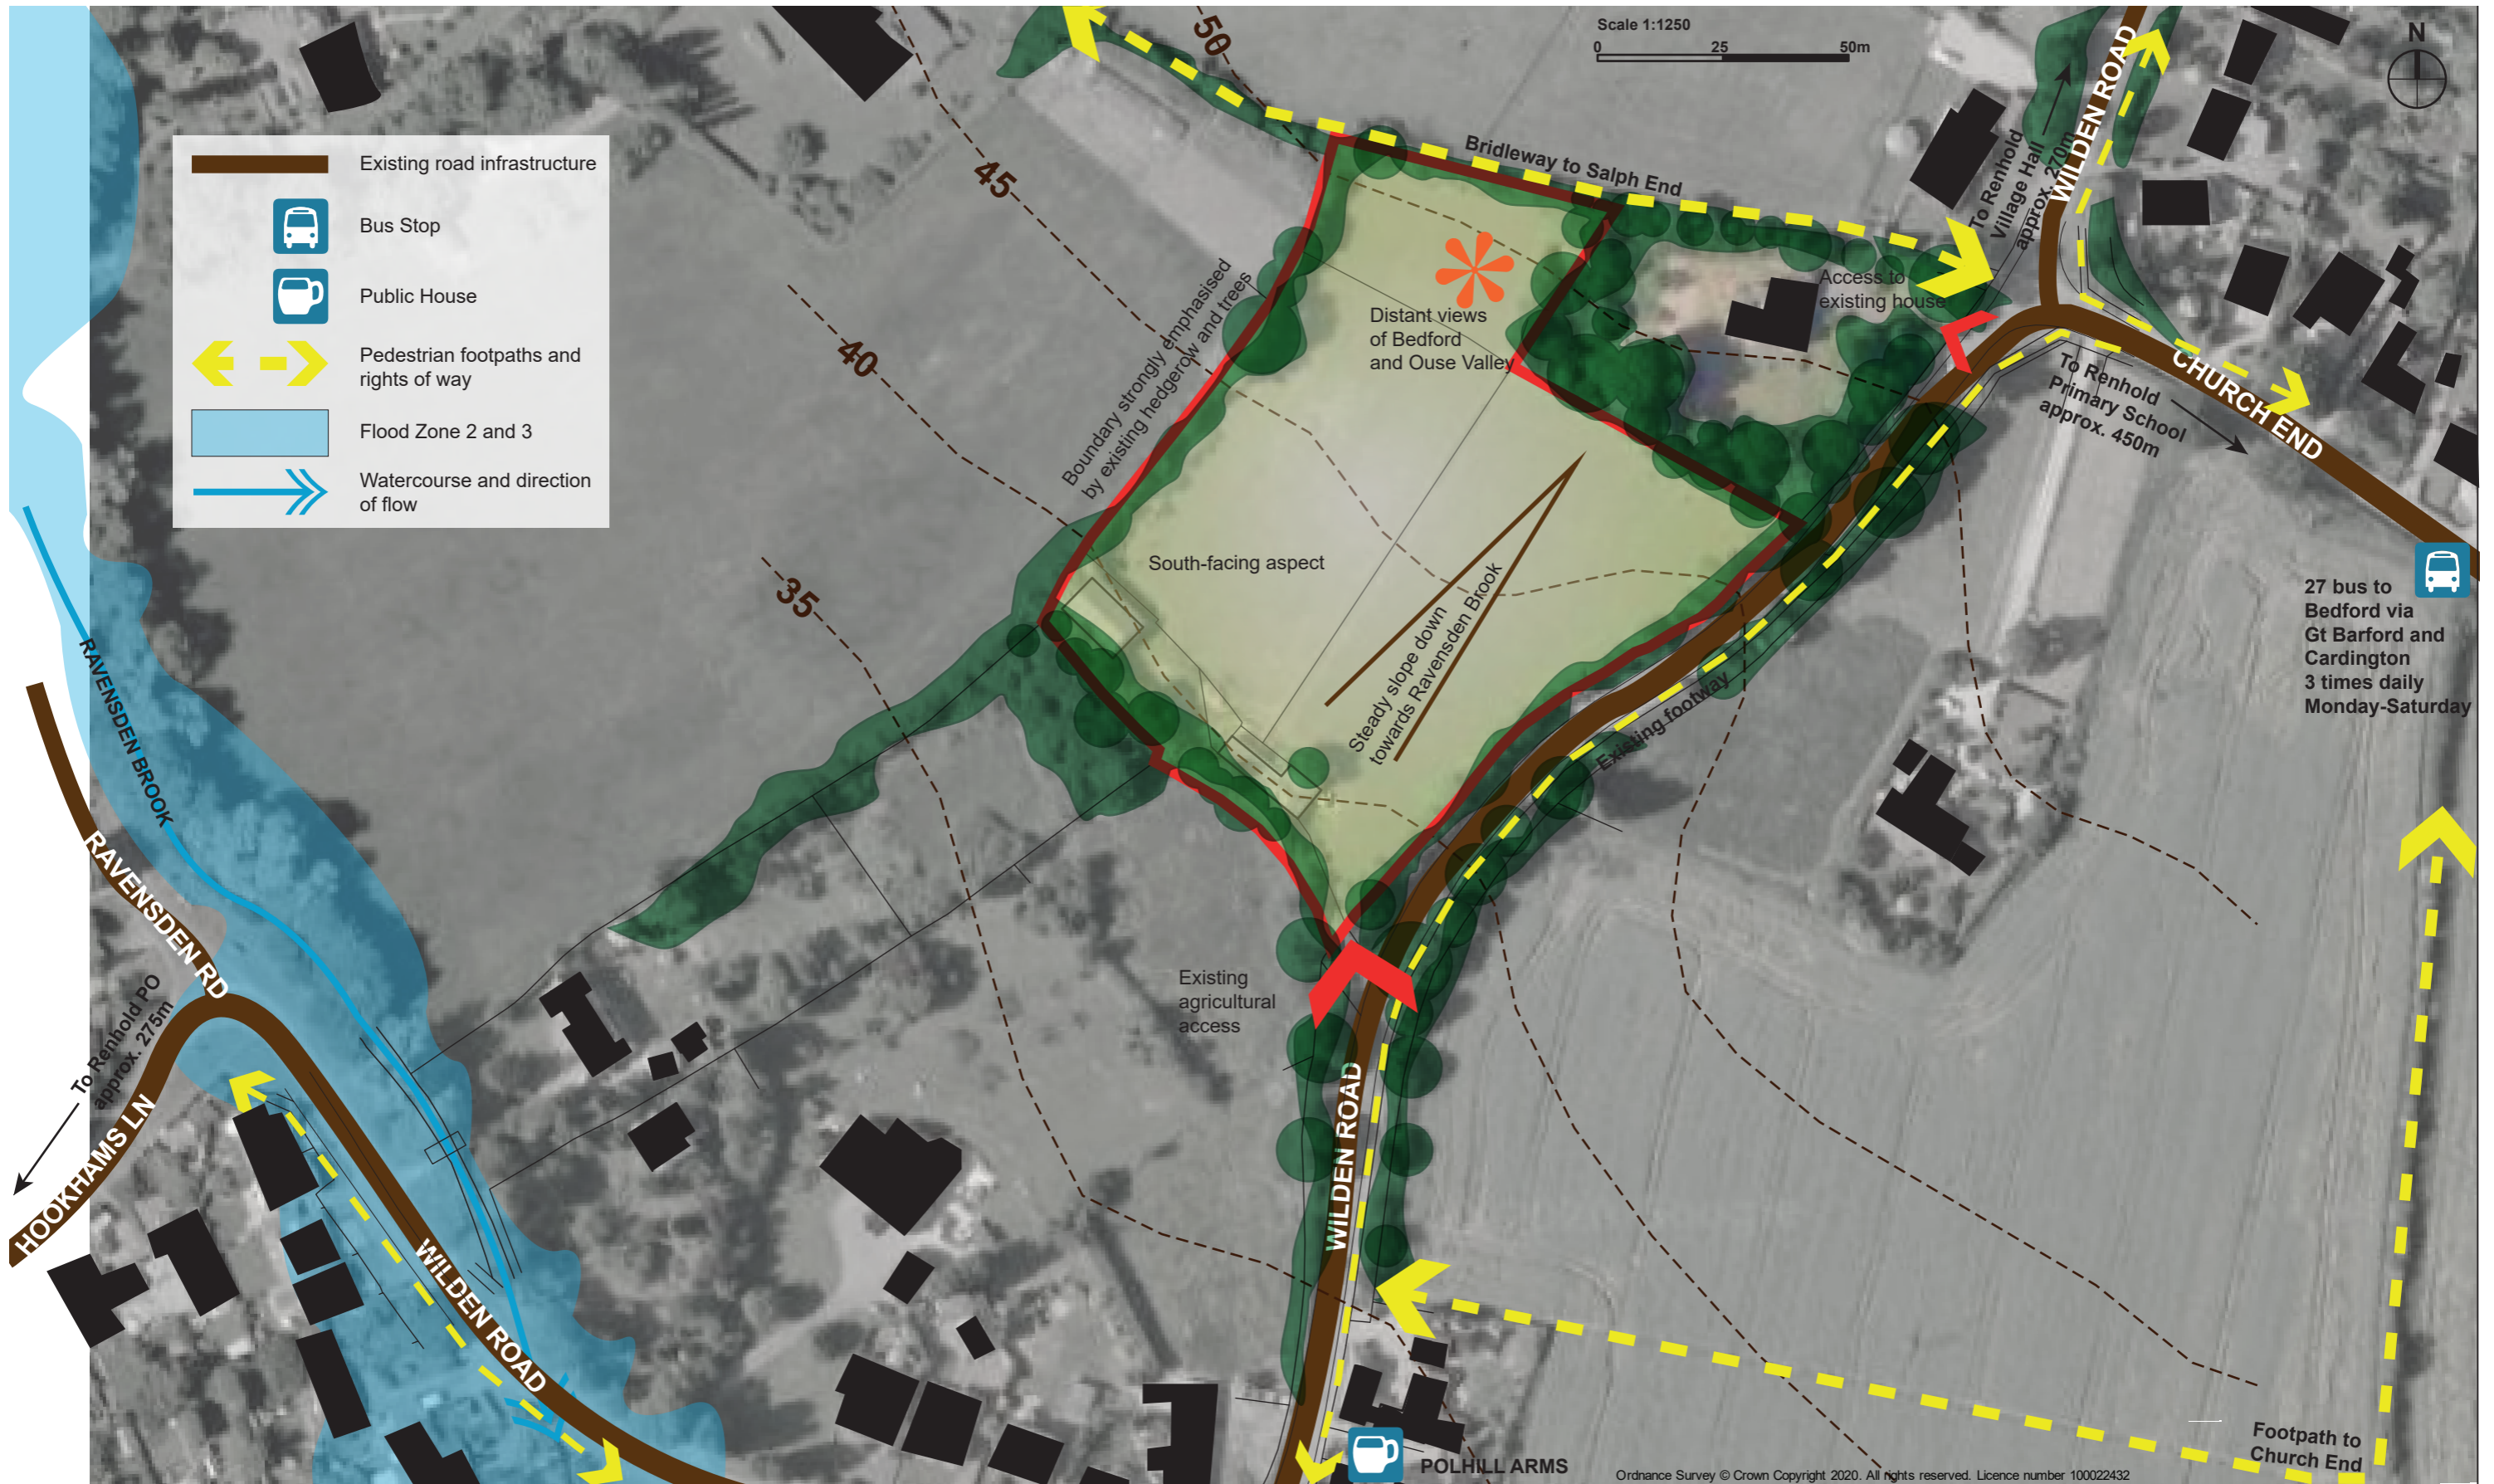 Scale 1:1250
0 25 50m
N
Existing road infrastructure
Bus Stop
Public House
Pedestrian footpaths and
rights of way
Flood Zone 2 and 3
Watercourse and direction
of flow
50
45
40
35
Bridleway to Salph End
To Renhold
Village Hall
approx. 270m
WILDEN ROAD
Access to
existing house
Distant views
of Bedford
and Ouse Valley
Boundary strongly emphasised
by existing hedgerow and trees
To Renhold
Primary School
approx. 450m
CHURCH END
South-facing aspect
Steady slope down
towards Ravensden Brook
Existing footway
27 bus to
Bedford via
Gt Barford and
Cardington
3 times daily
Monday-Saturday
RAVENSDEN BROOK
RAVENSDEN RD
To Renhold PO
approx. 275m
HOOKHAMS LN
Existing
agricultural
access
WILDEN ROAD
WILDEN ROAD
POLHILL ARMS
Footpath to
Church End
Ordnance Survey © Crown Copyright 2020. All rights reserved. Licence number 100022432